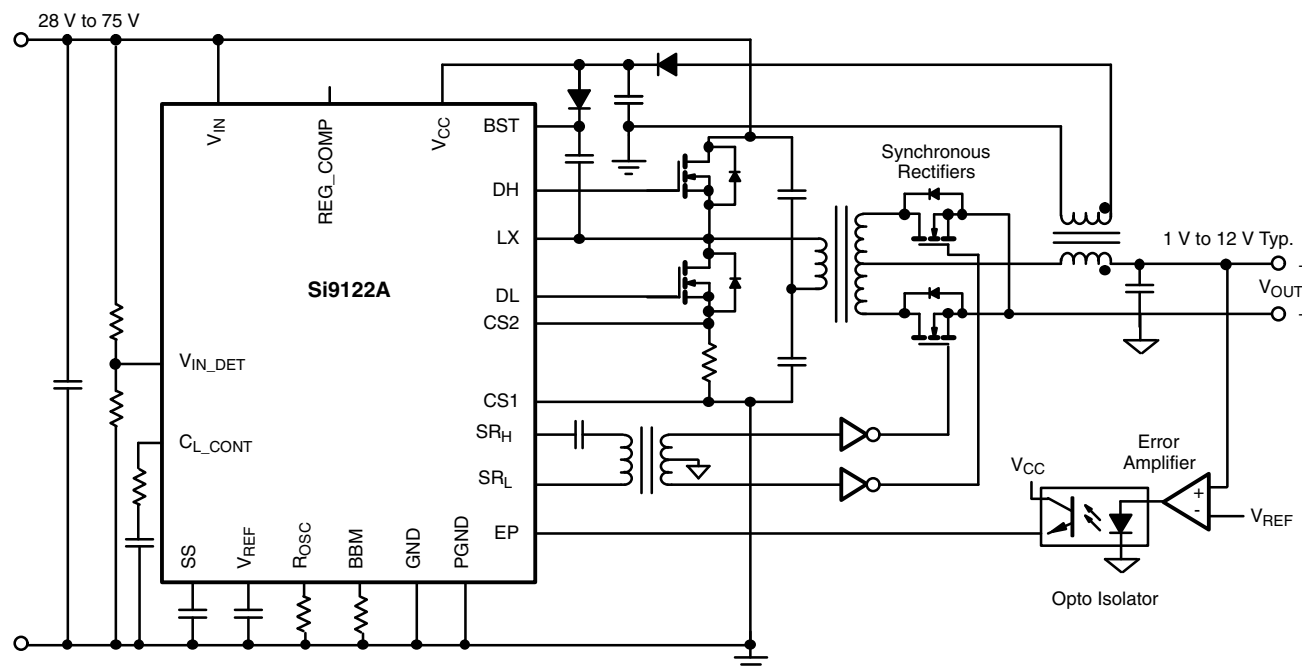 28 V to 75 V
V_IN
REG_COMP
V_CC
BST
DH
LX
DL
CS2
CS1
SR_H
SR_L
EP
Si9122A
V_IN_DET
C_L_CONT
SS
V_REF
R_OSC
BBM
GND
PGND
Synchronous
Rectifiers
1 V to 12 V Typ.
V_OUT
Error
Amplifier
V_CC
+
-
V_REF
Opto Isolator